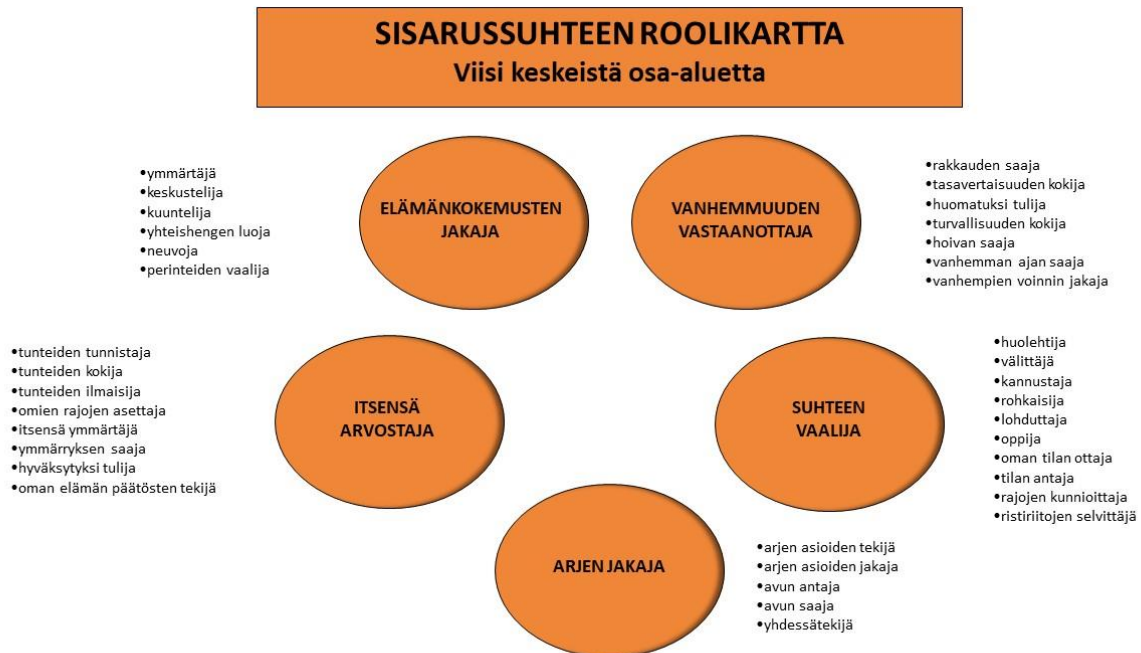 SISARUSSUHTEEN ROOLIKARTTA
Viisi keskeistä osa-aluetta
•ymmärtäjä
•keskustelija
•kuuntelija
•yhteishengen luoja
•neuvoja
•perinteiden vaalija
ELÄMÄNKOKEMUSTEN
JAKAJA
VANHEMMUUDEN
VASTAANOTTAJA
•rakkauden saaja
•tasavertaisuuden kokija
•huomatuksi tulija
•turvallisuuden kokija
•hoivan saaja
•vanhemman ajan saaja
•vanhempien voinnin jakaja
•tunteiden tunnistaja
•tunteiden kokija
•tunteiden ilmaisija
•omien rajojen asettaja
•itsensä ymmärtäjä
•ymmärryksen saaja
•hyväksytyksi tulija
•oman elämän päätösten tekijä
ITSENSÄ
ARVOSTAJA
SUHTEEN
VAALIJA
•huolehtija
•välittäjä
•kannustaja
•rohkaisija
•lohduttaja
•oppija
•oman tilan ottaja
•tilan antaja
•rajojen kunnioittaja
•ristiriitojen selvittäjä
ARJEN JAKAJA
•arjen asioiden tekijä
•arjen asioiden jakaja
•avun antaja
•avun saaja
•yhdessätekijä